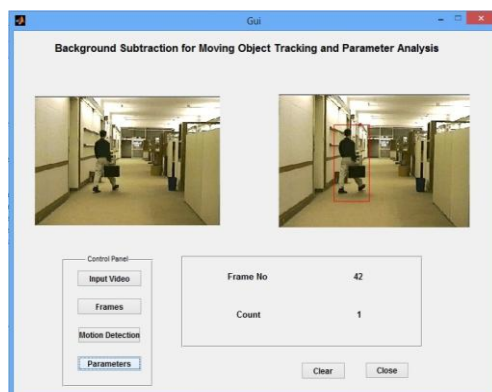 Gui
Background Subtraction for Moving Object Tracking and Parameter Analysis
Control Panel
Input Video
Frames
Motion Detection
Parameters
Frame No 42
Count 1
Clear Close